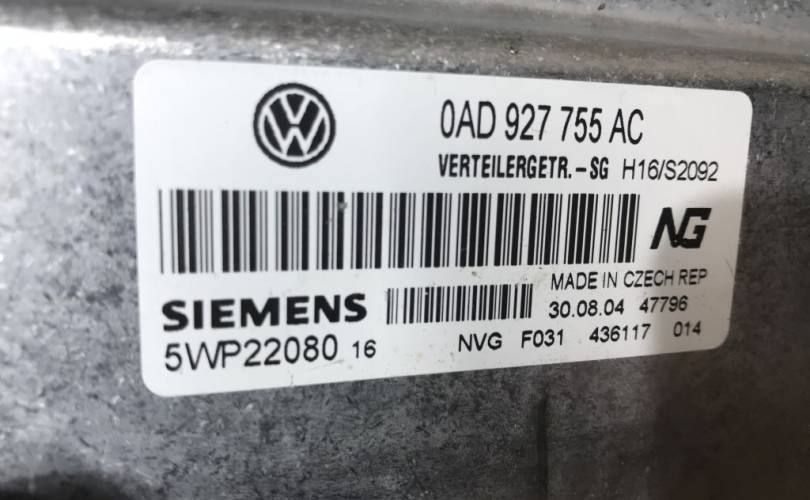 0AD 927 755 AC
VERTEILERGETR.-SG H16/S2092
NG
MADE IN CZECH REP
SIEMENS
30.08.04 47796
5WP22080 16
NVG F031 436117 014